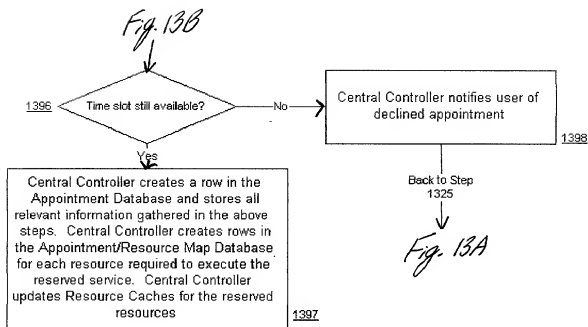 Fig. 13B
1396
Time slot still available?
No
Central Controller notifies user of
declined appointment
1398
Yes
Back to Step
1325
Fig. 13A
Central Controller creates a row in the
Appointment Database and stores all
relevant information gathered in the above
steps. Central Controller creates rows in
the Appointment/Resource Map Database
for each resource required to execute the
reserved service. Central Controller
updates Resource Caches for the reserved
resources
1397